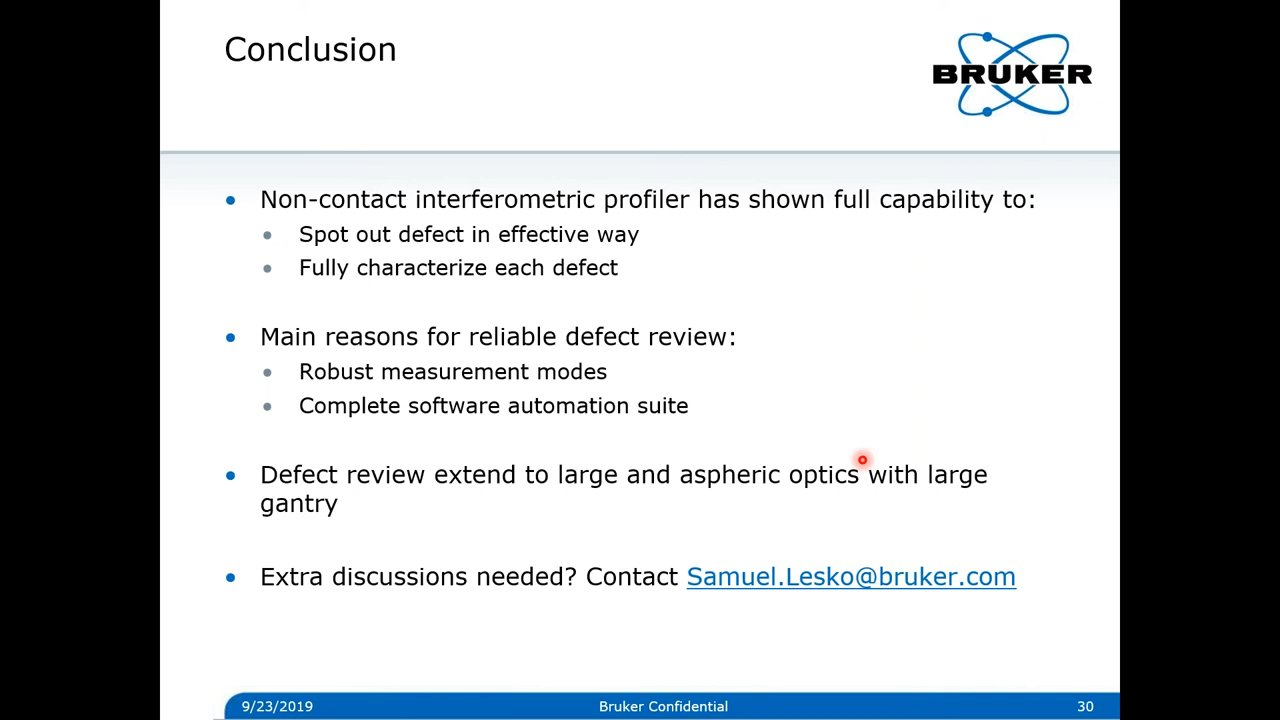 Conclusion
BRUKER
• Non-contact interferometric profiler has shown full capability to:
• Spot out defect in effective way
• Fully characterize each defect
• Main reasons for reliable defect review:
• Robust measurement modes
• Complete software automation suite
• Defect review extend to large and aspheric optics with large
gantry
• Extra discussions needed? Contact Samuel.Lesko@bruker.com
9/23/2019 Bruker Confidential 30